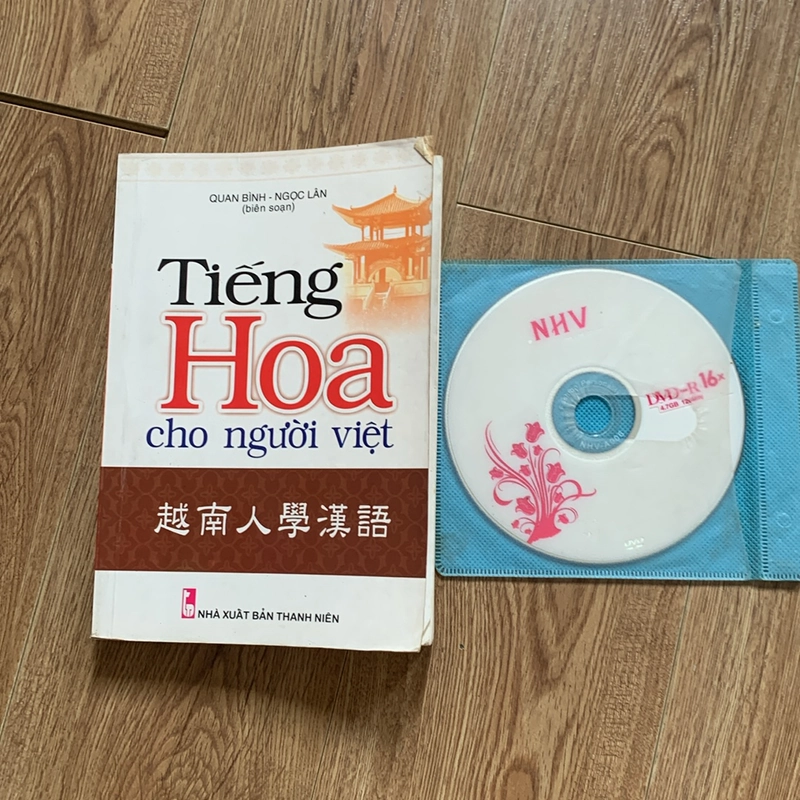 QUAN BÌNH - NGỌC LÂN
(biên soạn)
Tiếng
Hoa
cho người việt
越南人學漢語
NHÀ XUẤT BẢN THANH NIÊN
NHV
DVD-R 16x
4.7GB